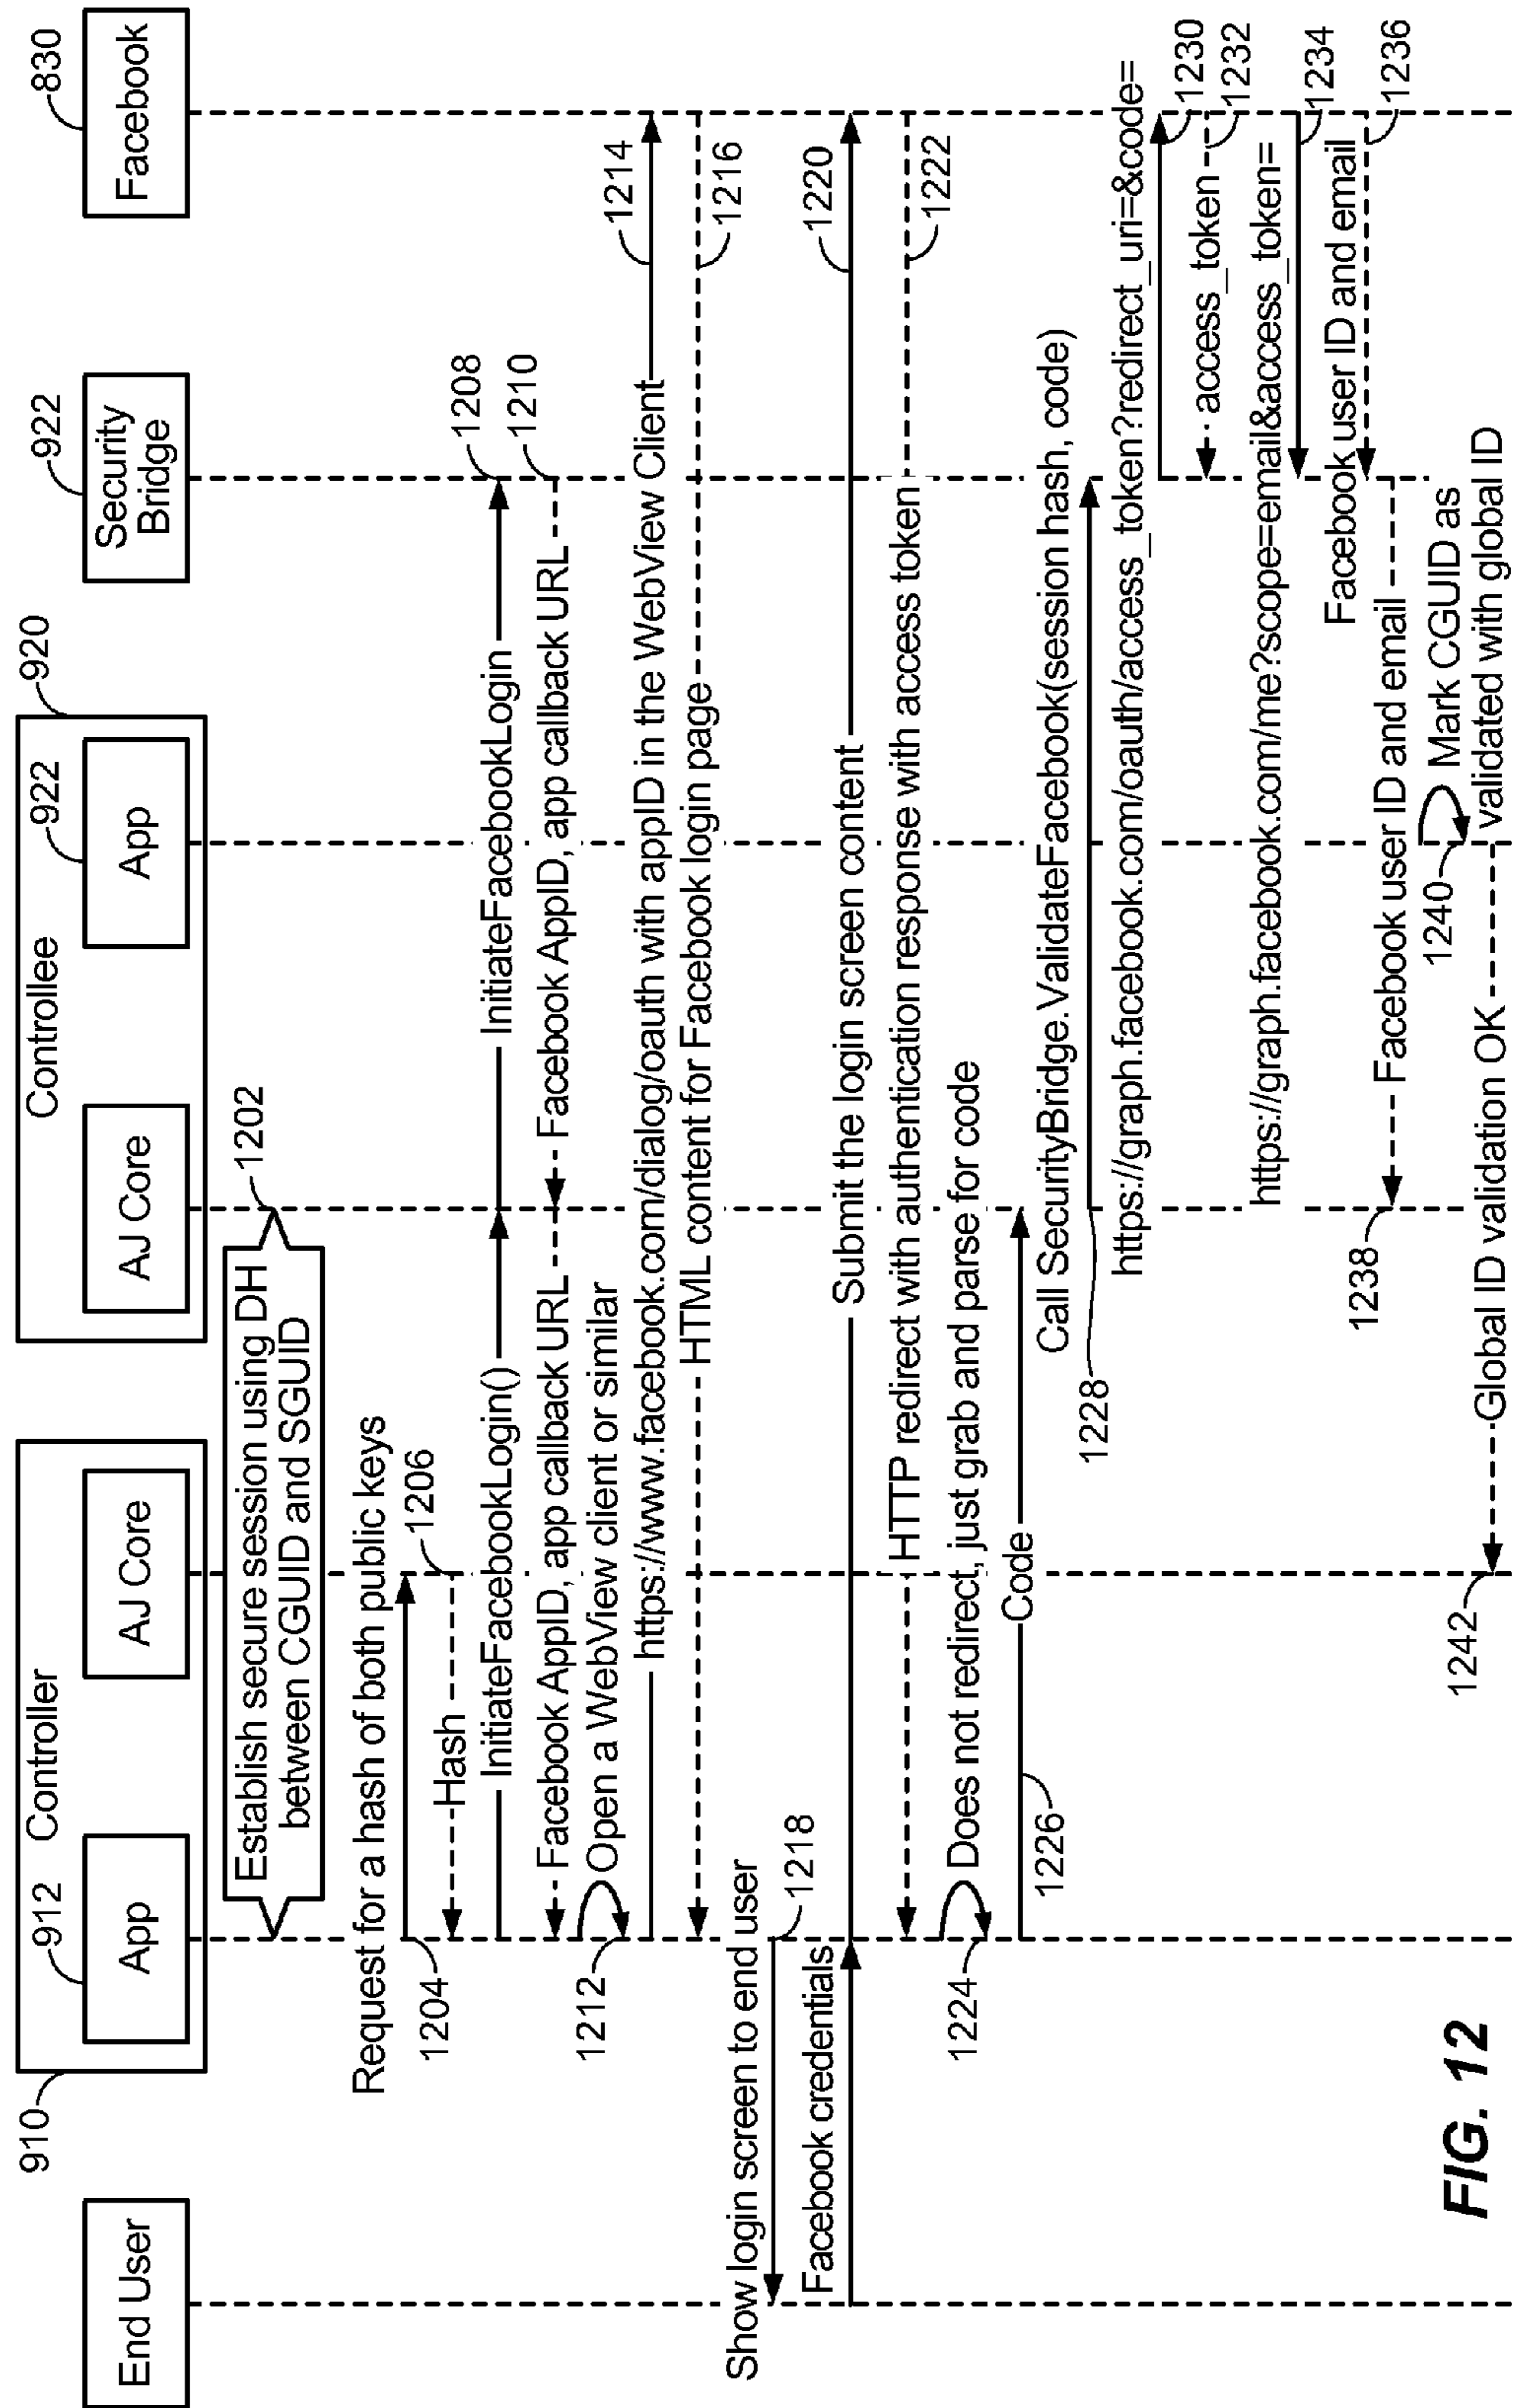 End User
910
Controller
912
App
AJ Core
920
Controllee
AJ Core
922
App
922
Security
Bridge
830
Facebook
Establish secure session using DH
between CGUID and SGUID
1202
Request for a hash of both public keys
1204
Hash
1206
InitiateFacebookLogin()
InitiateFacebookLogin
1208
Facebook AppID, app callback URL
Facebook AppID, app callback URL
1210
Open a WebView client or similar
1212
https://www.facebook.com/dialog/oauth with appID in the WebView Client
1214
HTML content for Facebook login page
1216
Show login screen to end user
1218
Facebook credentials
Submit the login screen content
1220
HTTP redirect with authentication response with access token
1222
Does not redirect, just grab and parse for code
1224
Code
1226
Call SecurityBridge.ValidateFacebook(session hash, code)
1228
https://graph.facebook.com/oauth/access_token?redirect_uri=&code=
1230
access_token
1232
https://graph.facebook.com/me?scope=email&access_token=
1234
Facebook user ID and email
1236
Facebook user ID and email
1238
Mark CGUID as
validated with global ID
1240
Global ID validation OK
1242
FIG. 12